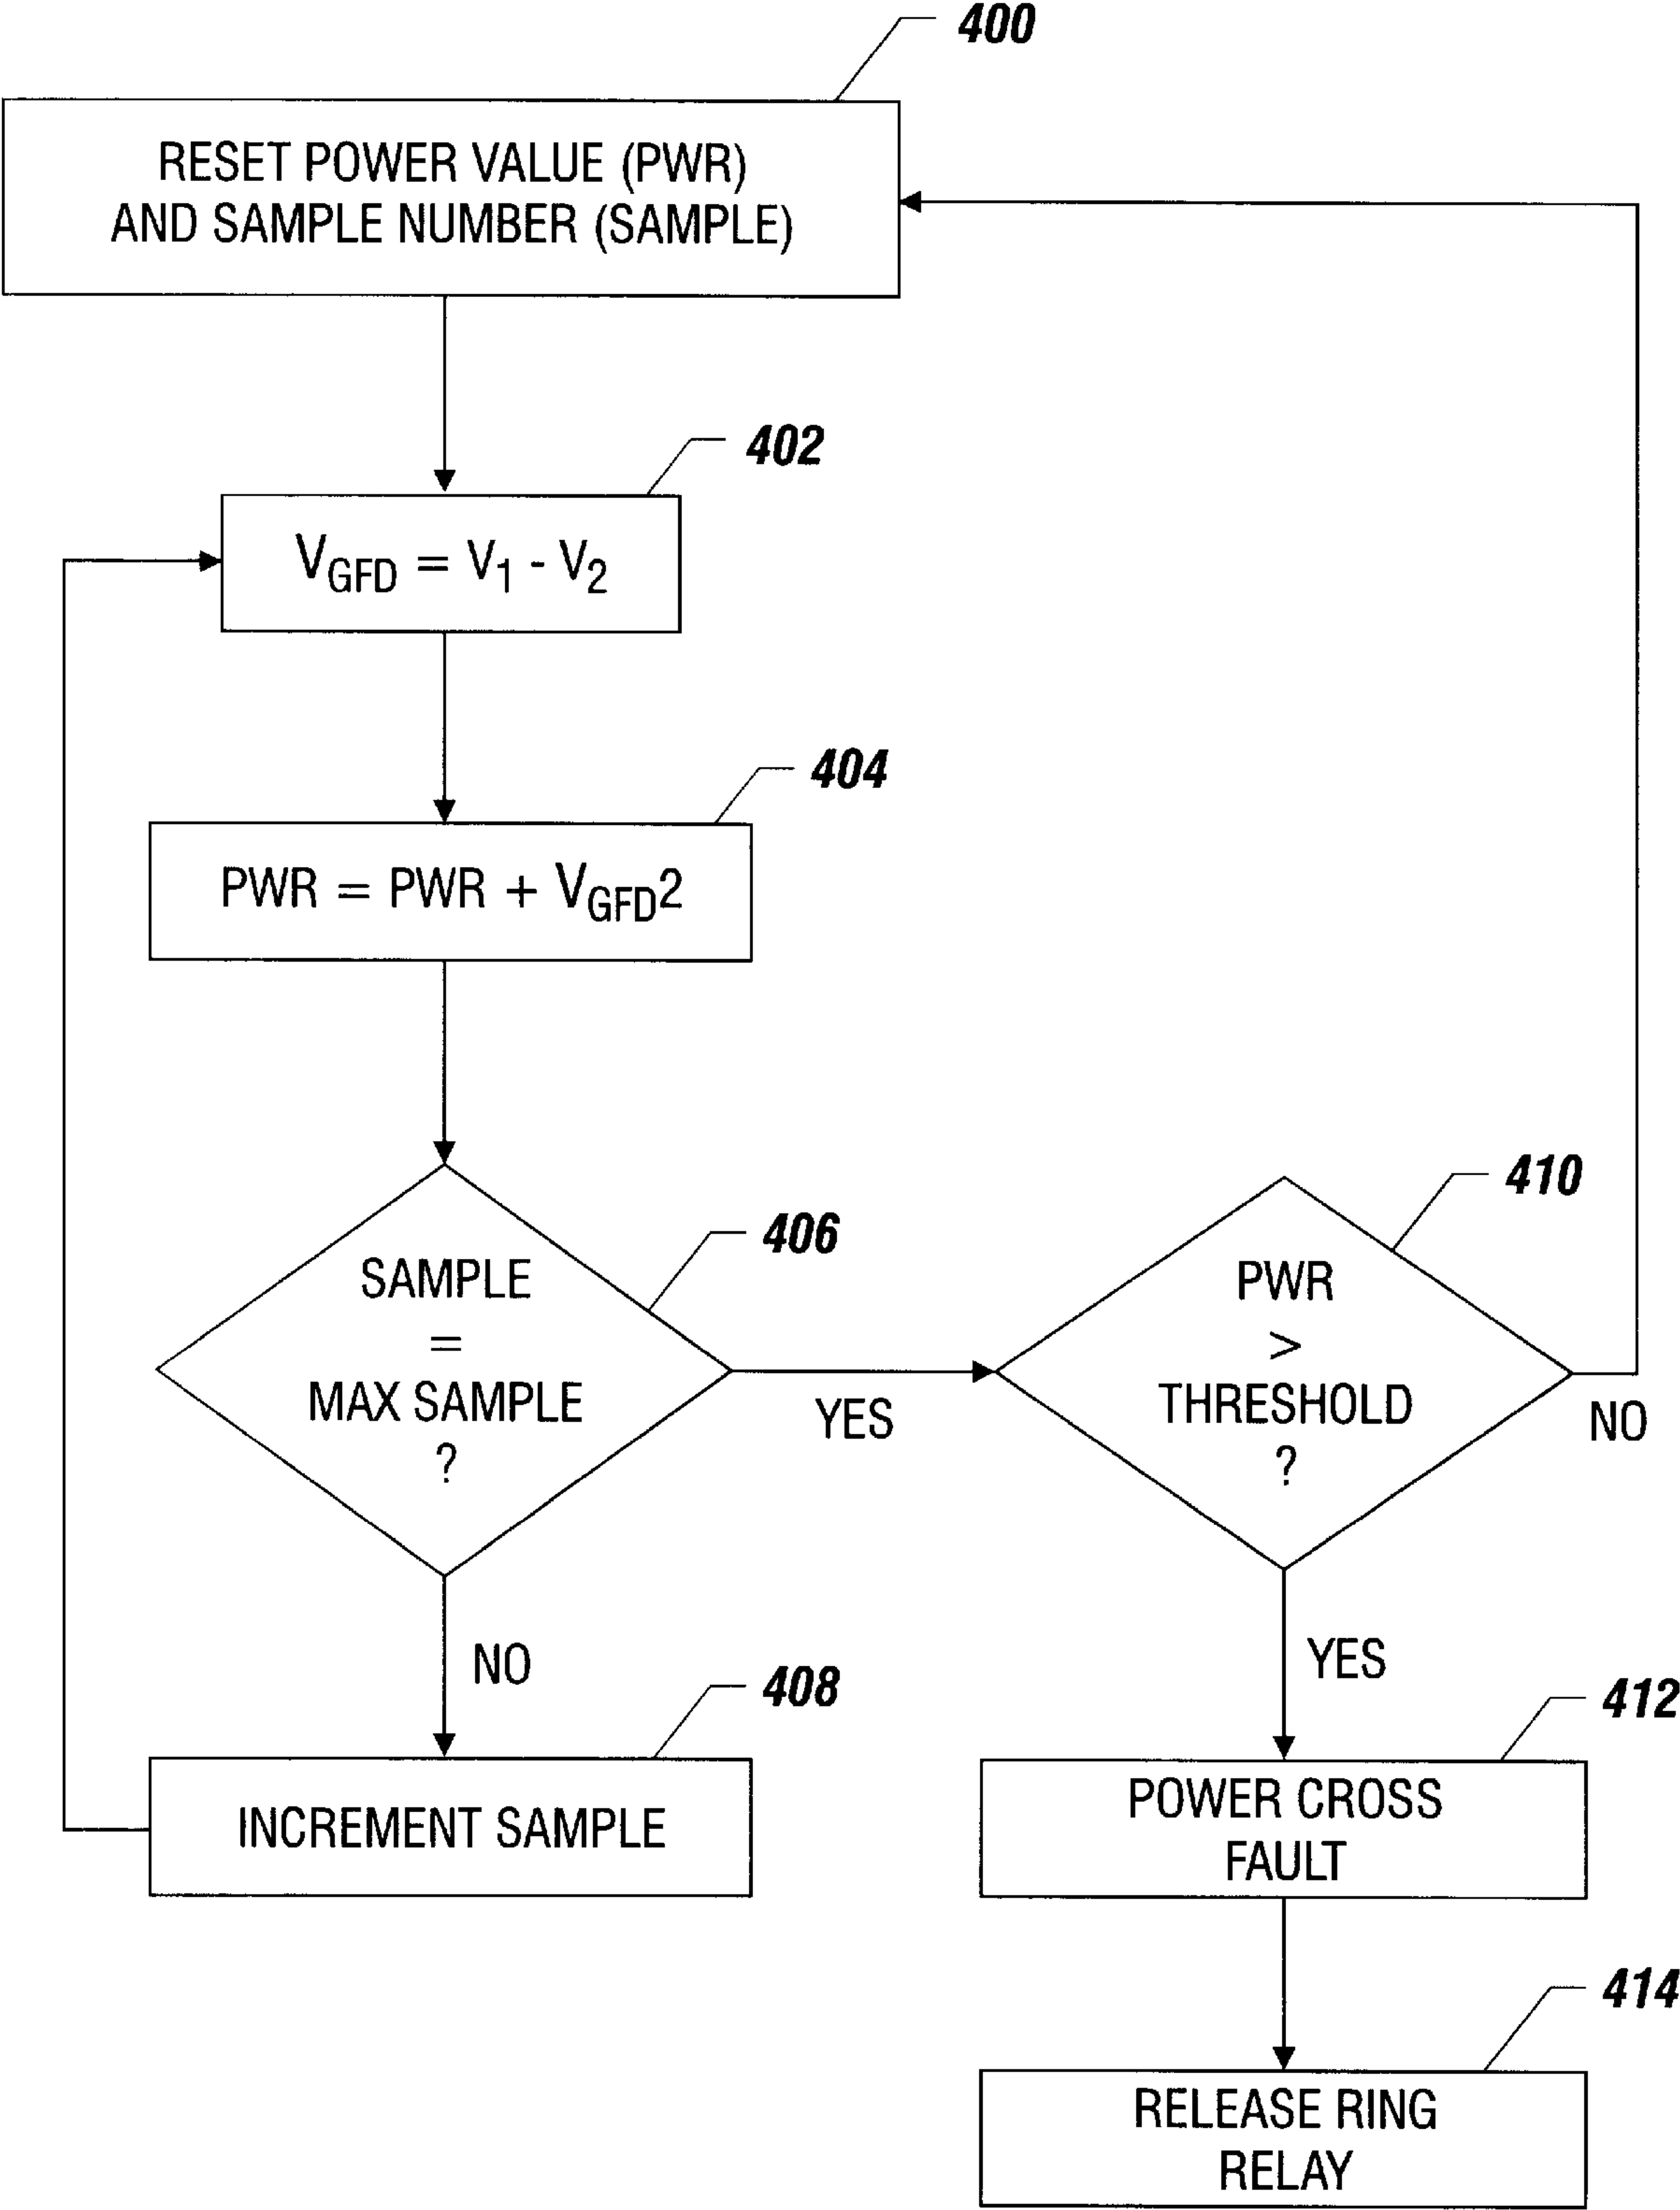 400
RESET POWER VALUE (PWR)
AND SAMPLE NUMBER (SAMPLE)
402
VGFD = V1 - V2
404
PWR = PWR + VGFD2
406
SAMPLE
=
MAX SAMPLE
?
YES
NO
410
PWR
>
THRESHOLD
?
NO
YES
408
INCREMENT SAMPLE
412
POWER CROSS
FAULT
414
RELEASE RING
RELAY